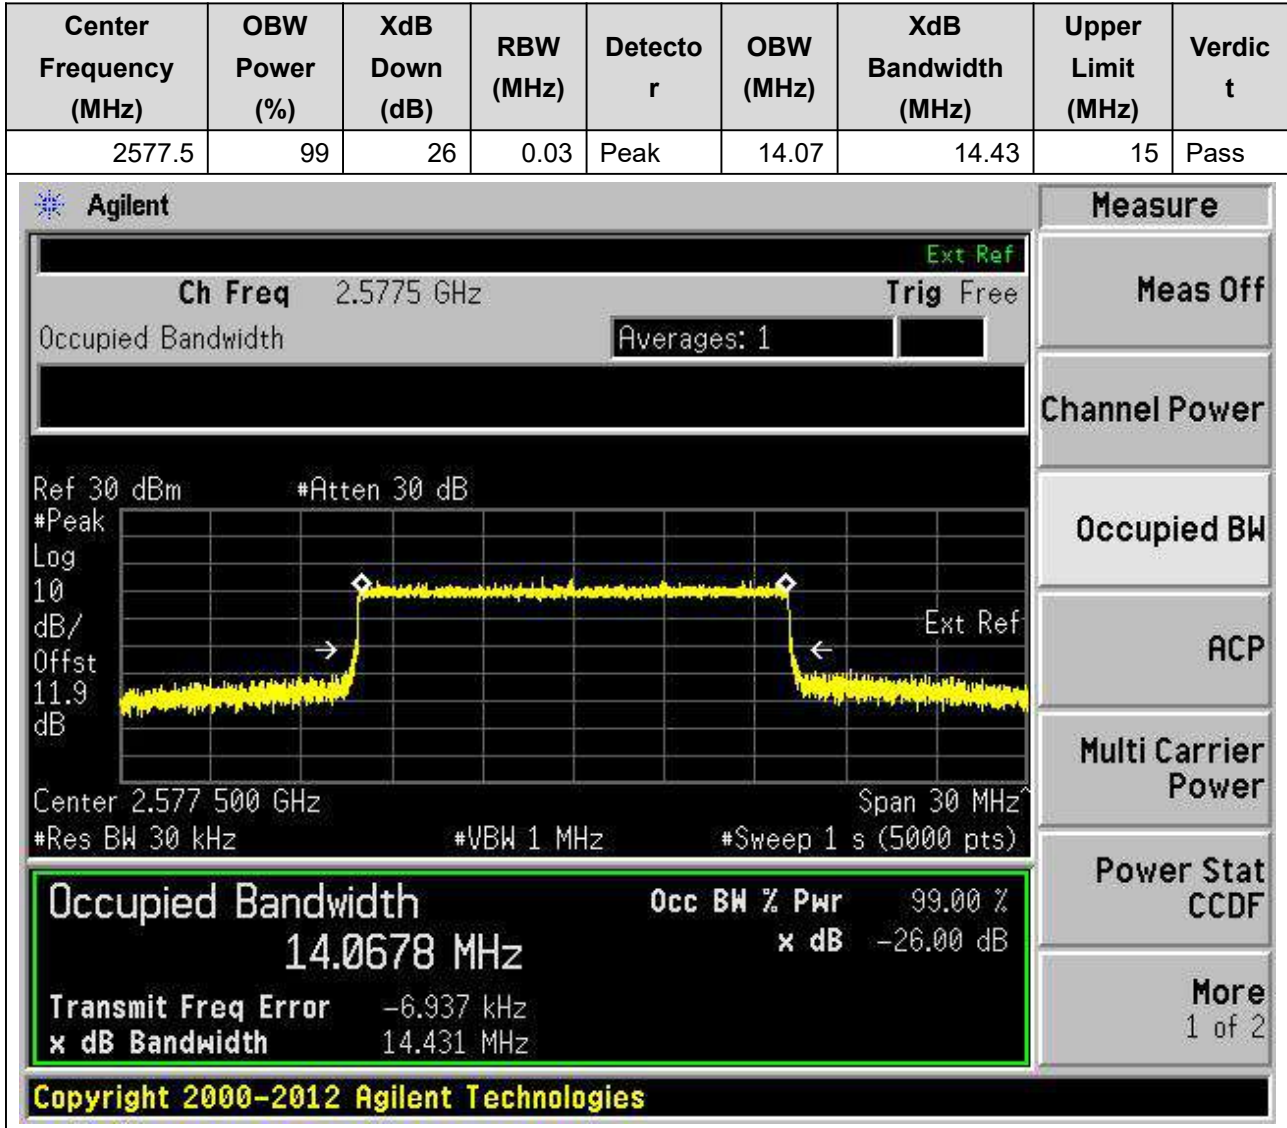 Center Frequency (MHz) OBW Power (%) XdB Down (dB) RBW (MHz) Detecto r OBW (MHz) XdB Bandwidth (MHz) Upper Limit (MHz) Verdic t
2577.5 99 26 0.03 Peak 14.07 14.43 15 Pass
Agilent
Measure
Ext Ref
Ch Freq 2.5775 GHz Trig Free
Meas Off
Occupied Bandwidth Averages: 1
Channel Power
Ref 30 dBm #Atten 30 dB
#Peak
Log
10
dB/
Offst
11.9
dB
Ext Ref
Occupied BW
ACP
Center 2.577 500 GHz Span 30 MHz^
#Res BW 30 kHz #VBW 1 MHz #Sweep 1 s (5000 pts)
Multi Carrier
Power
Occupied Bandwidth Occ BW % Pwr 99.00 %
14.0678 MHz x dB -26.00 dB
Power Stat
CCDF
Transmit Freq Error -6.937 kHz
x dB Bandwidth 14.431 MHz
More
1 of 2
Copyright 2000-2012 Agilent Technologies